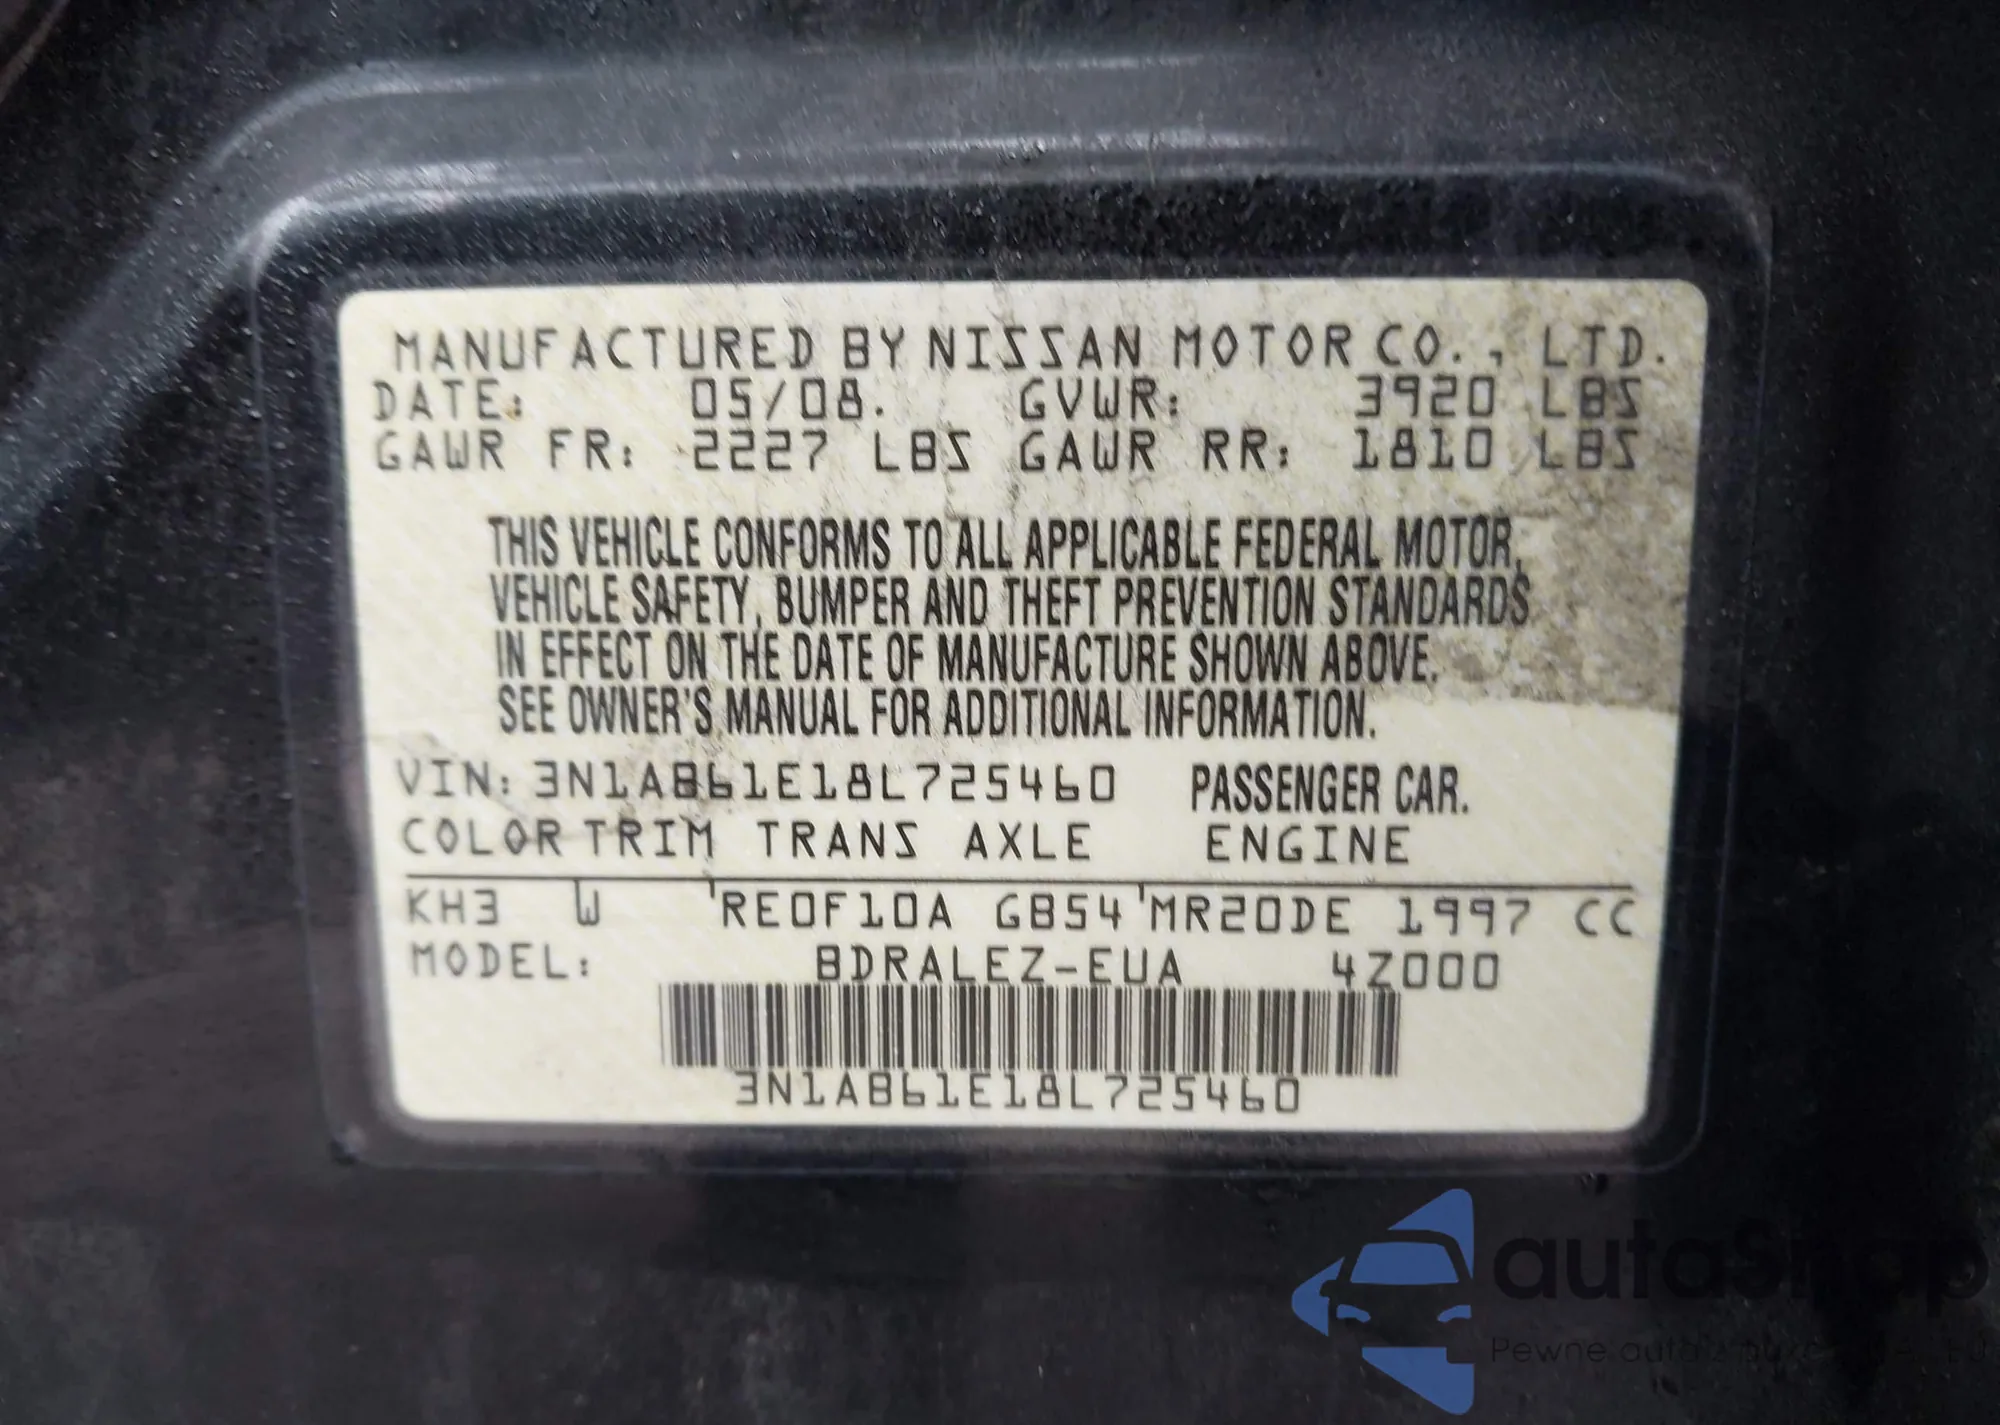 MANUFACTURED BY NISSAN MOTOR CO., LTD.
DATE: 05/08. GVWR: 3920 LBS
GAWR FR: 2227 LBS GAWR RR: 1810 LBS
THIS VEHICLE CONFORMS TO ALL APPLICABLE FEDERAL MOTOR
VEHICLE SAFETY, BUMPER AND THEFT PREVENTION STANDARDS
IN EFFECT ON THE DATE OF MANUFACTURE SHOWN ABOVE.
SEE OWNER'S MANUAL FOR ADDITIONAL INFORMATION.
VIN: 3N1AB61E18L725460 PASSENGER CAR.
COLOR TRIM TRANS AXLE ENGINE
KH3 W 'RE0F10A GB54 'MR20DE 1997 CC
MODEL: BDRALEZ-EUA 4Z000
3N1AB61E18L725460
autoSnap
Pewne auto z